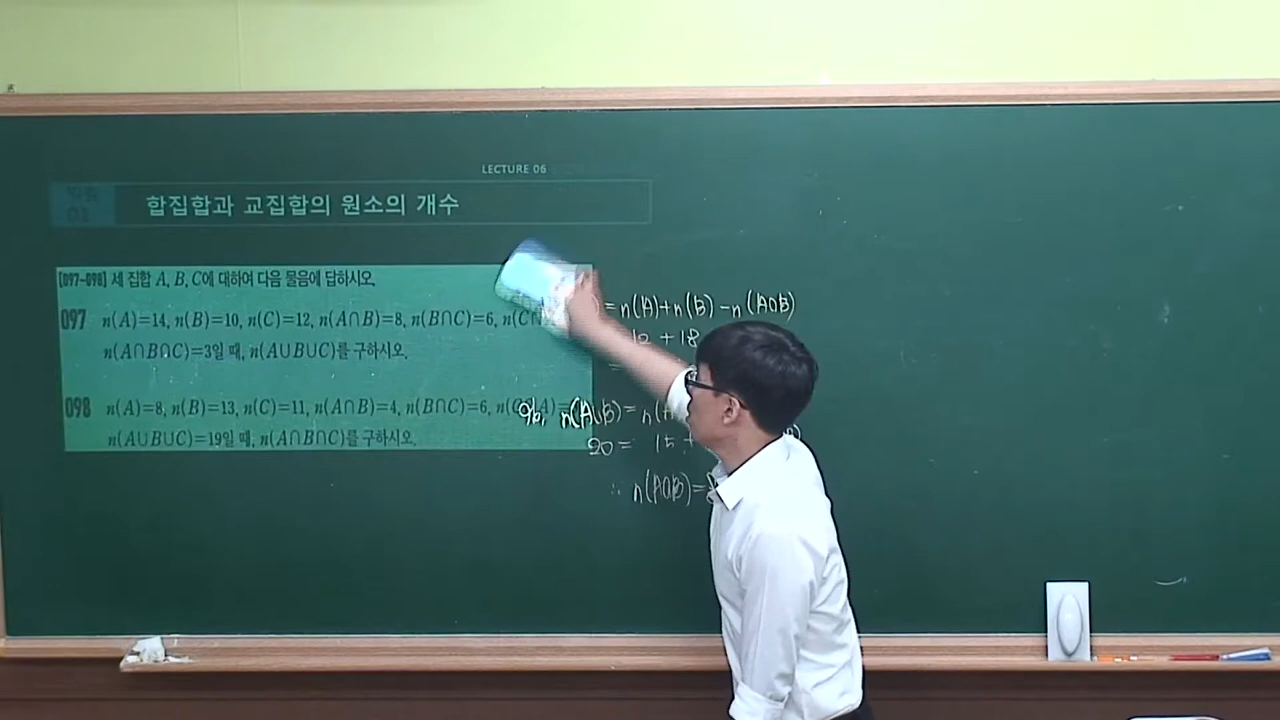 LECTURE 06
합집합과 교집합의 원소의 개수
[097~098] 세 집합 A, B, C에 대하여 다음 물음에 답하시오.
097 n(A)=14, n(B)=10, n(C)=12, n(A∩B)=8, n(B∩C)=6,
n(A∩B∩C)=3일 때, n(A∪B∪C)를 구하시오.
098 n(A)=8, n(B)=13, n(C)=11, n(A∩B)=4, n(B∩C)=6, n(C∩A)=
n(A∪B∪C)=19일 때, n(A∩B∩C)를 구하시오.
=n(A)+n(B)-n(A∩B)
12+18
=
96. n(A∪B)=
20= 15+
∴ n(A∩B)=